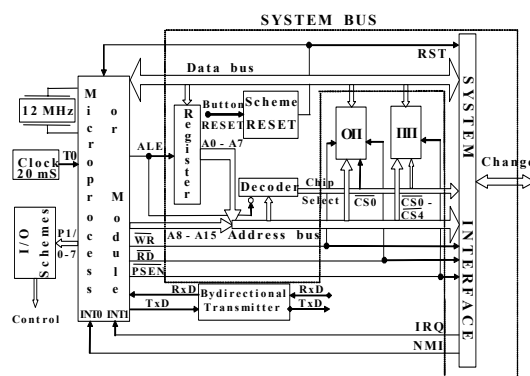 SYSTEM BUS
RST
Data bus
Microprocess
or Module
12 MHz
Register
Button
RESET
Scheme
RESET
ОП
ПП
SYSTEM INTERFACE
Change
Clock
20 mS
T0
ALE
A0 - A7
Decoder
Chip
Select
CS0
CS0 -
CS4
I/O
Schemes
P1/
0-7
A8 - A15
Address bus
WR
RD
PSEN
RxD
TxD
Bydirectional
Transmitter
RxD
TxD
Control
INT0
INT1
IRQ
NMI